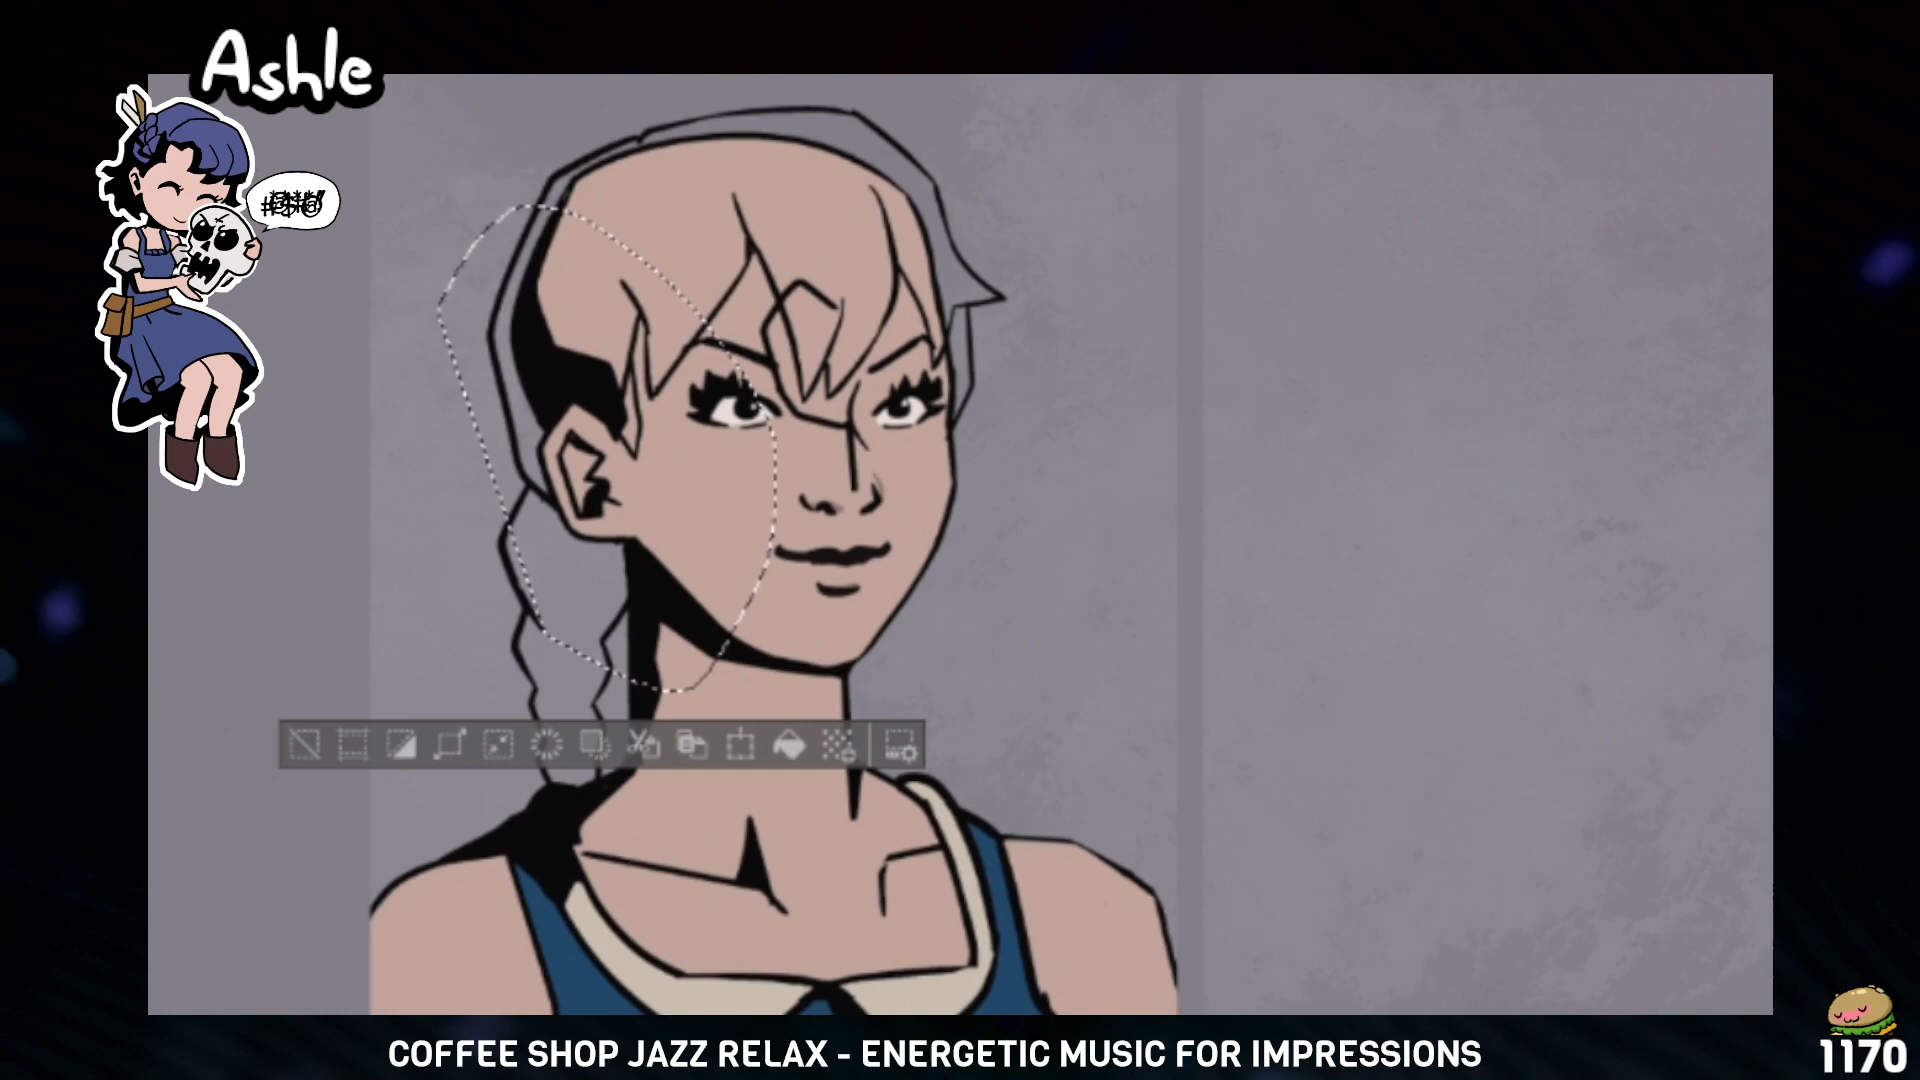 Ashle
#@$#@!
COFFEE SHOP JAZZ RELAX - ENERGETIC MUSIC FOR IMPRESSIONS
1170